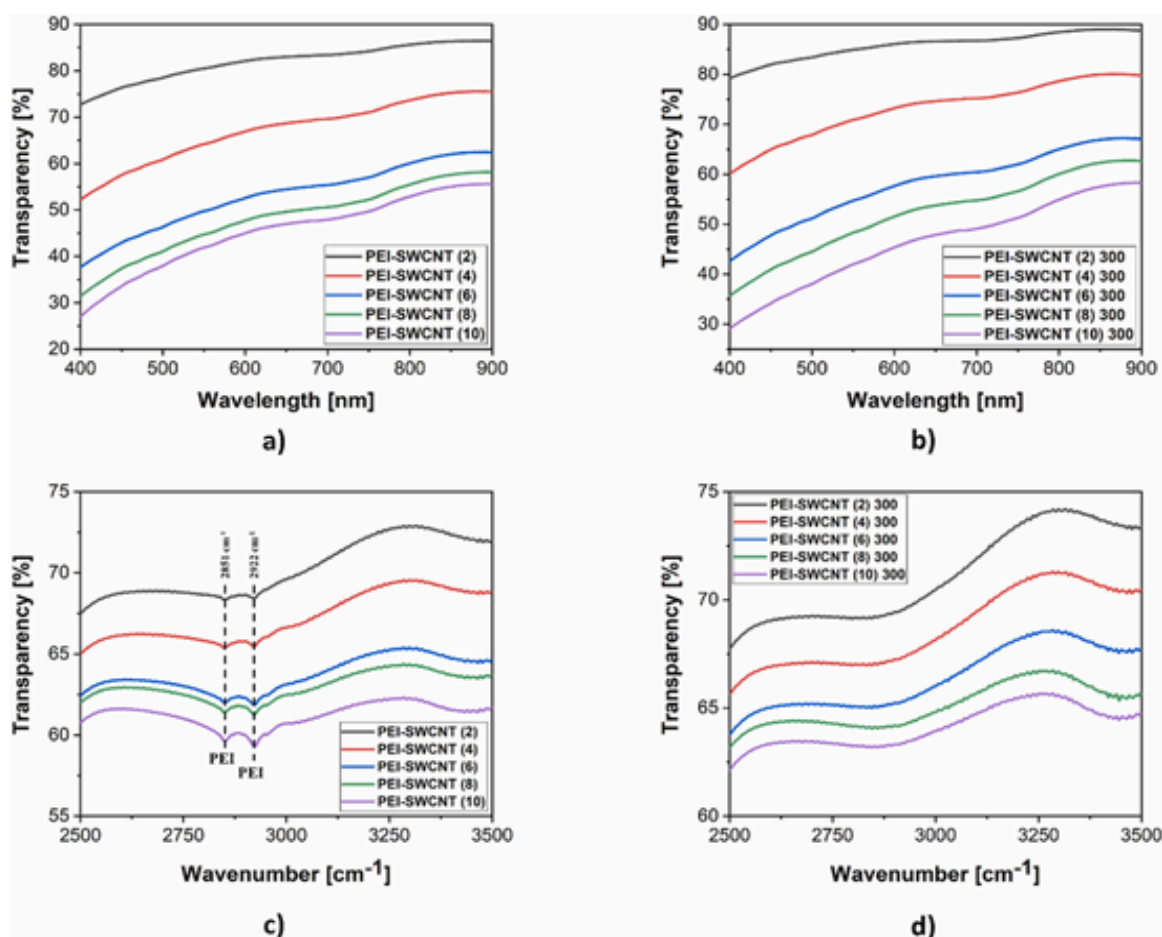 90
80
70
60
50
40
30
20
400 500 600 700 800 900
Transparency [%]
Wavelength [nm]
PEI-SWCNT (2)
PEI-SWCNT (4)
PEI-SWCNT (6)
PEI-SWCNT (8)
PEI-SWCNT (10)
a)
90
80
70
60
50
40
30
400 500 600 700 800 900
Transparency [%]
Wavelength [nm]
PEI-SWCNT (2) 300
PEI-SWCNT (4) 300
PEI-SWCNT (6) 300
PEI-SWCNT (8) 300
PEI-SWCNT (10) 300
b)
75
70
65
60
55
2500 2750 3000 3250 3500
Transparency [%]
Wavenumber [cm⁻¹]
2851 cm⁻¹
2922 cm⁻¹
PEI
PEI
PEI-SWCNT (2)
PEI-SWCNT (4)
PEI-SWCNT (6)
PEI-SWCNT (8)
PEI-SWCNT (10)
c)
75
70
65
60
2500 2750 3000 3250 3500
Transparency [%]
Wavenumber [cm⁻¹]
PEI-SWCNT (2) 300
PEI-SWCNT (4) 300
PEI-SWCNT (6) 300
PEI-SWCNT (8) 300
PEI-SWCNT (10) 300
d)